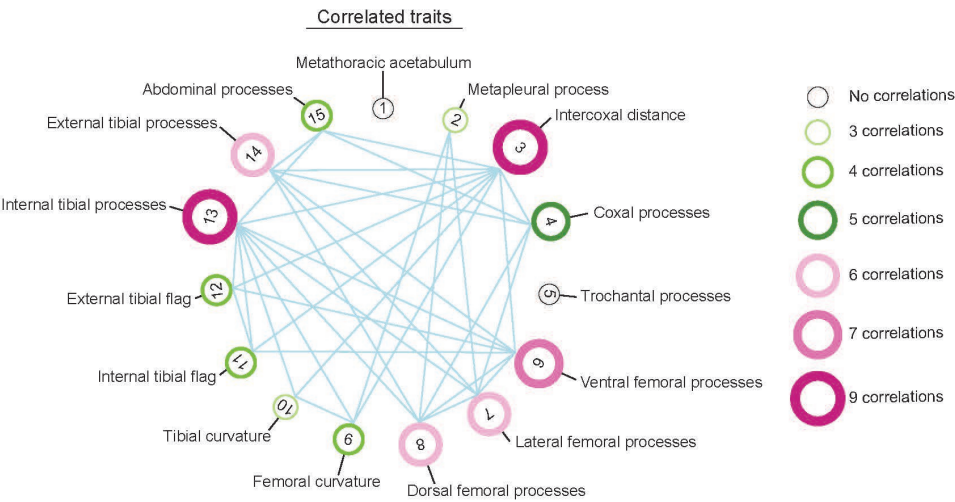 Correlated traits
Metathoracic acetabulum
Abdominal processes
Metapleural process
External tibial processes
Intercoxal distance
Internal tibial processes
Coxal processes
External tibial flag
Trochantal processes
Internal tibial flag
Ventral femoral processes
Tibial curvature
Lateral femoral processes
Femoral curvature
Dorsal femoral processes
1
2
3
4
5
6
7
8
9
10
11
12
13
14
15
No correlations
3 correlations
4 correlations
5 correlations
6 correlations
7 correlations
9 correlations